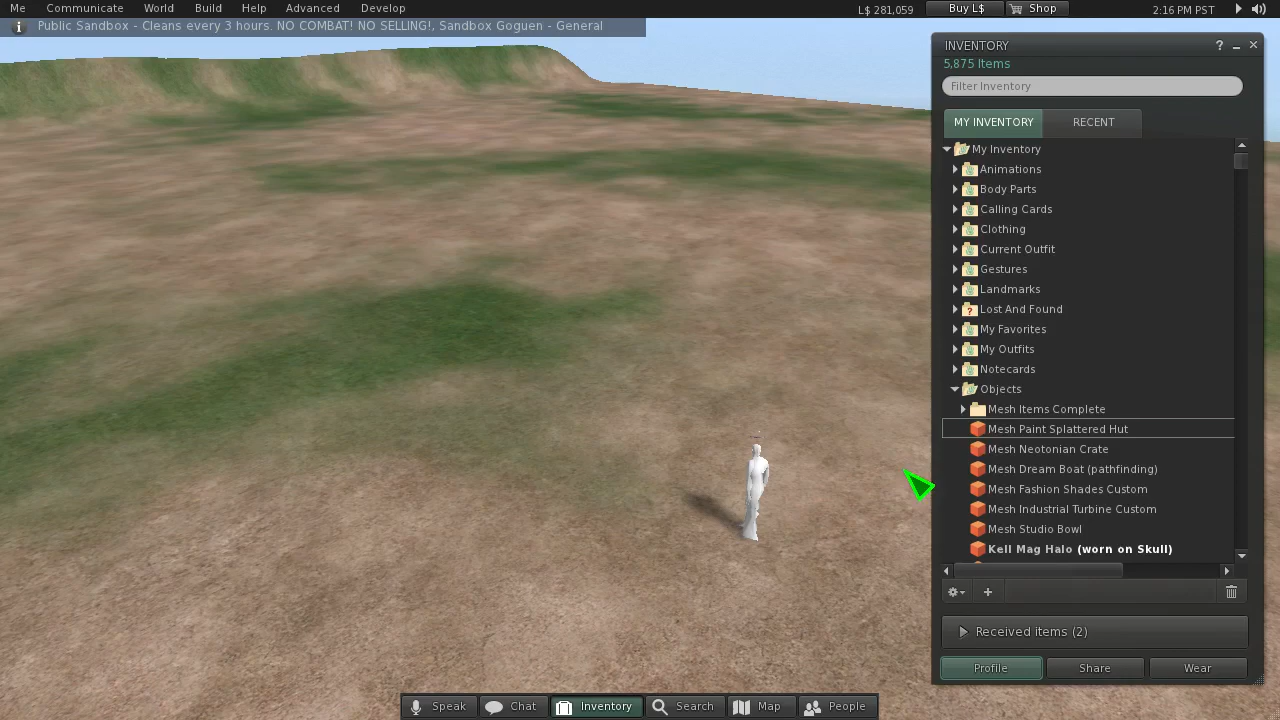 Me Communicate World Build Help Advanced Develop L$ 281,059 Buy L$ Shop 2:16 PM PST
Public Sandbox - Cleans every 3 hours. NO COMBAT! NO SELLING!, Sandbox Goguen - General
INVENTORY
5,875 Items
Filter Inventory
MY INVENTORY RECENT
My Inventory
Animations
Body Parts
Calling Cards
Clothing
Current Outfit
Gestures
Landmarks
Lost And Found
My Favorites
My Outfits
Notecards
Objects
Mesh Items Complete
Mesh Paint Splattered Hut
Mesh Neotonian Crate
Mesh Dream Boat (pathfinding)
Mesh Fashion Shades Custom
Mesh Industrial Turbine Custom
Mesh Studio Bowl
Kell Mag Halo (worn on Skull)
Received items (2)
Profile Share Wear
Speak Chat Inventory Search Map People